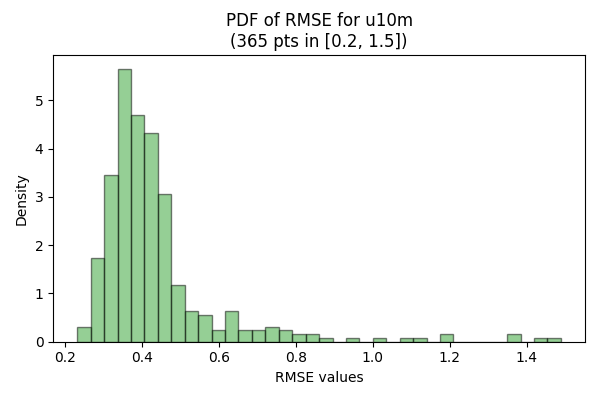 PDF of RMSE for u10m
(365 pts in [0.2, 1.5])
Density
5
4
3
2
1
0
0.2 0.4 0.6 0.8 1.0 1.2 1.4
RMSE values